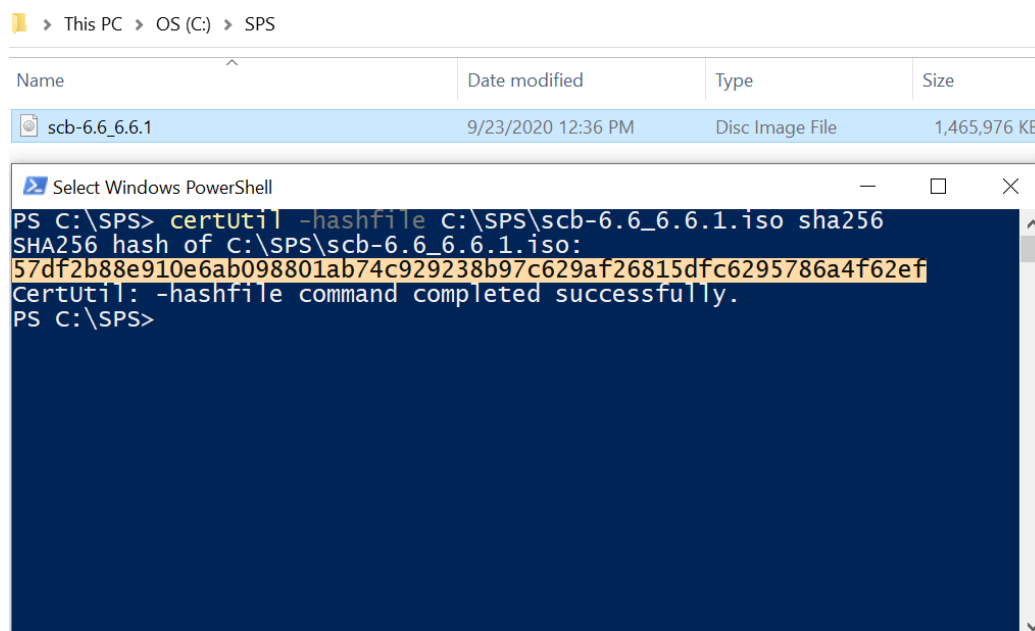 This PC > OS (C:) > SPS
Name Date modified Type Size
scb-6.6_6.6.1 9/23/2020 12:36 PM Disc Image File 1,465,976 KB
Select Windows PowerShell
PS C:\SPS> certUtil -hashfile C:\SPS\scb-6.6_6.6.1.iso sha256
SHA256 hash of C:\SPS\scb-6.6_6.6.1.iso:
57df2b88e910e6ab098801ab74c929238b97c629af26815dfc6295786a4f62ef
CertUtil: -hashfile command completed successfully.
PS C:\SPS>